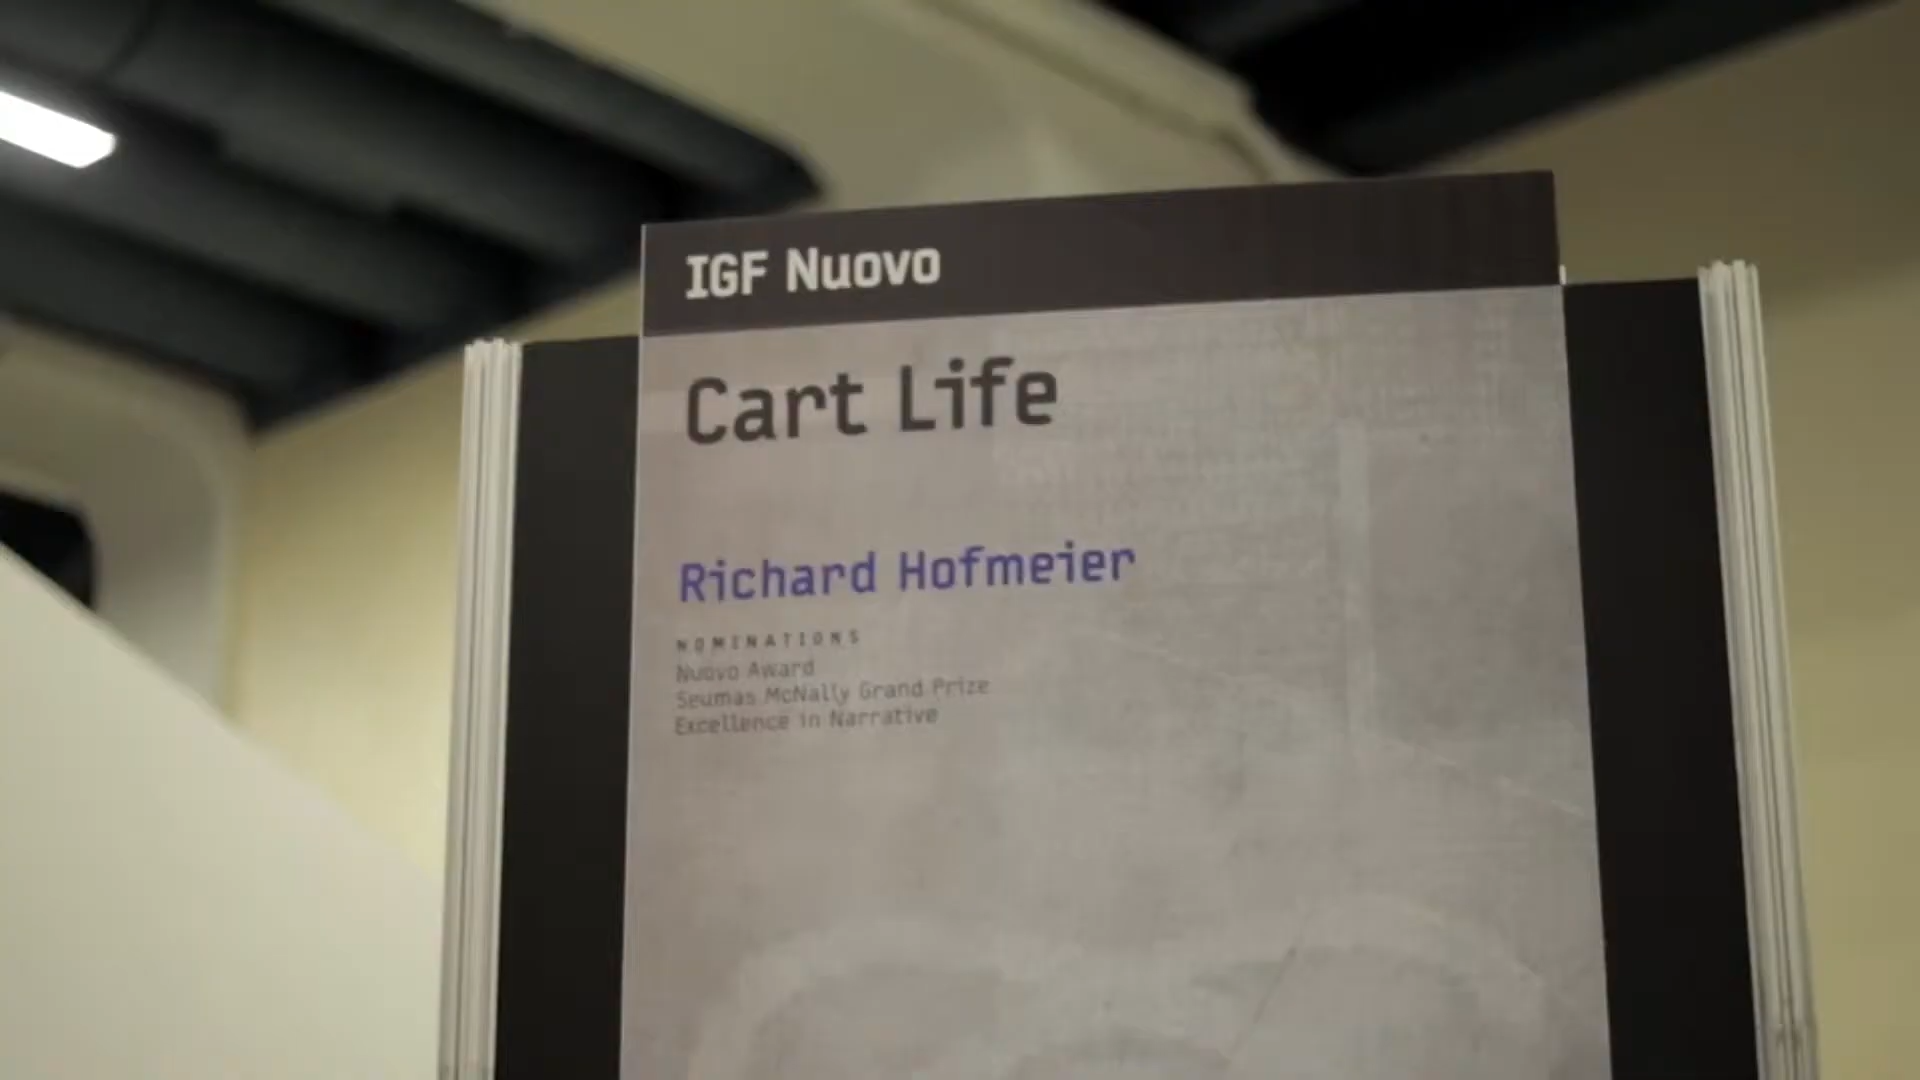 IGF Nuovo
Cart Life
Richard Hofmeier
NOMINATIONS
Nuovo Award
Seumas McNally Grand Prize
Excellence in Narrative